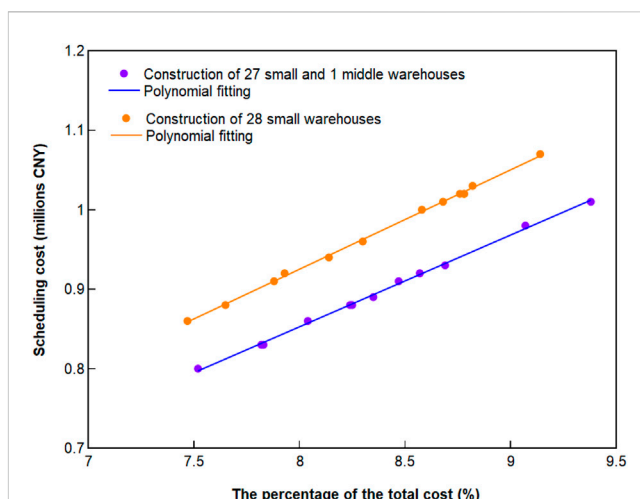 1.2
Construction of 27 small and 1 middle warehouses
Polynomial fitting
1.1
Construction of 28 small warehouses
Polynomial fitting
1
0.9
0.8
0.7
Scheduling cost (millions CNY)
7
7.5
8
8.5
9
9.5
The percentage of the total cost (%)